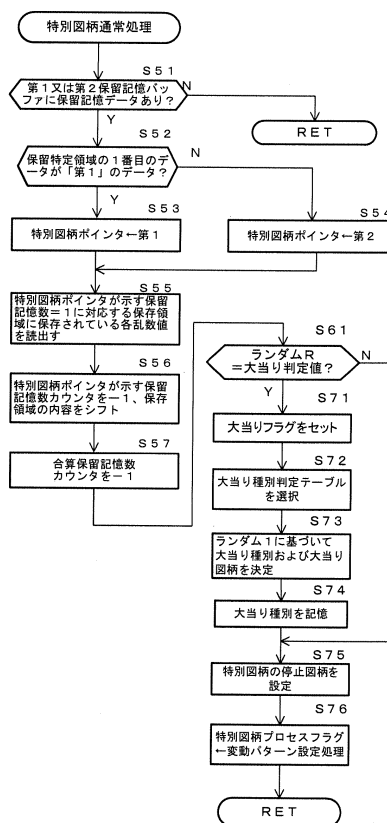 特別図柄通常処理
S51
第1又は第2保留記憶バッ
ファに保留記憶データあり?
N
Y
RET
S52
保留特定領域の1番目のデ
ータが「第1」のデータ?
N
Y
S53
特別図柄ポインタ←第1
S54
特別図柄ポインタ←第2
S55
特別図柄ポインタが示す保留
記憶数=1に対応する保存領
域に保存されている各乱数値
を読出す
S56
特別図柄ポインタが示す保留
記憶数カウンタを-1、保存
領域の内容をシフト
S57
合算保留記憶数
カウンタを-1
S61
ランダムR
=大当り判定値?
N
Y
S71
大当りフラグをセット
S72
大当り種別判定テーブル
を選択
S73
ランダム1に基づいて
大当り種別および大当り
図柄を決定
S74
大当り種別を記憶
S75
特別図柄の停止図柄を
設定
S76
特別図柄プロセスフラグ
←変動パターン設定処理
RET